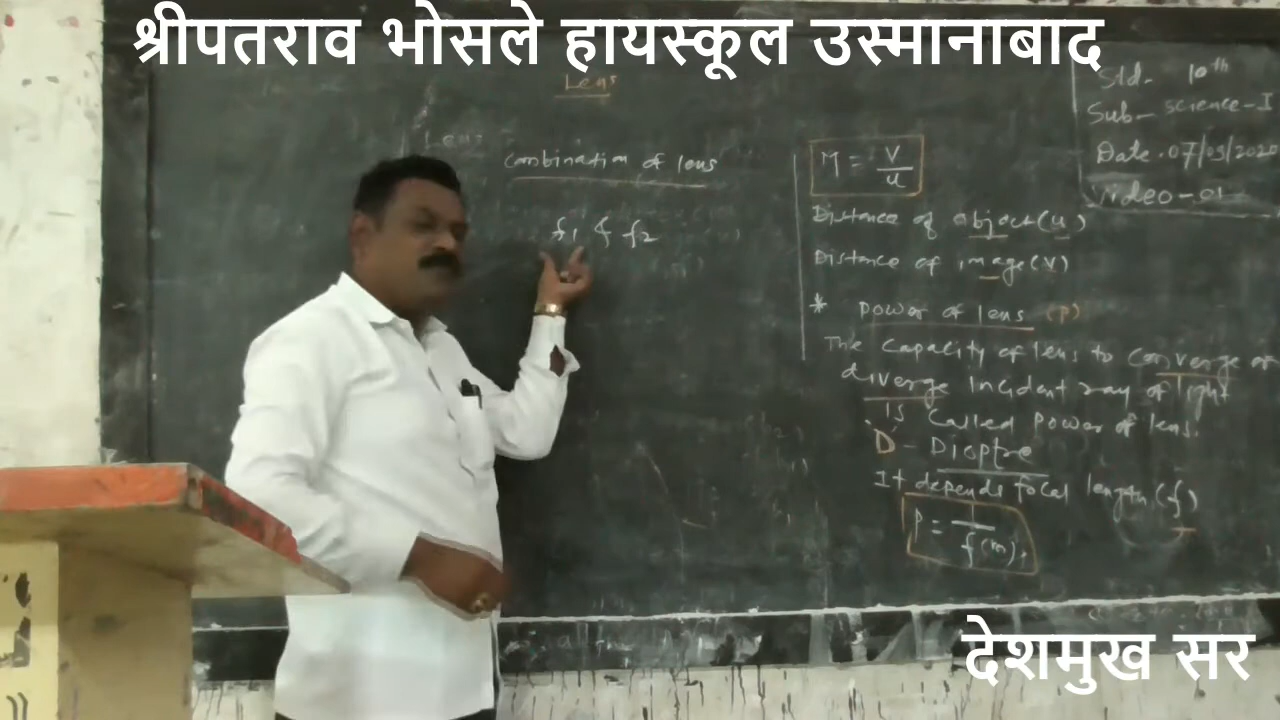 श्रीपतराव भोसले हायस्कूल उस्मानाबाद
Lens
Combination of lens
f1 & f2
M = v/u
Distance of object (u)
Distance of image (v)
* Power of lens (P)
The Capacity of lens to Converge or
diverge Incident ray of light
is Called Power of lens.
D - Dioptre
It depends focal length (f)
P = 1/f(m).
Std- 10th
Sub- science-I
Date. 07/09/2020
Video-01
देशमुख सर